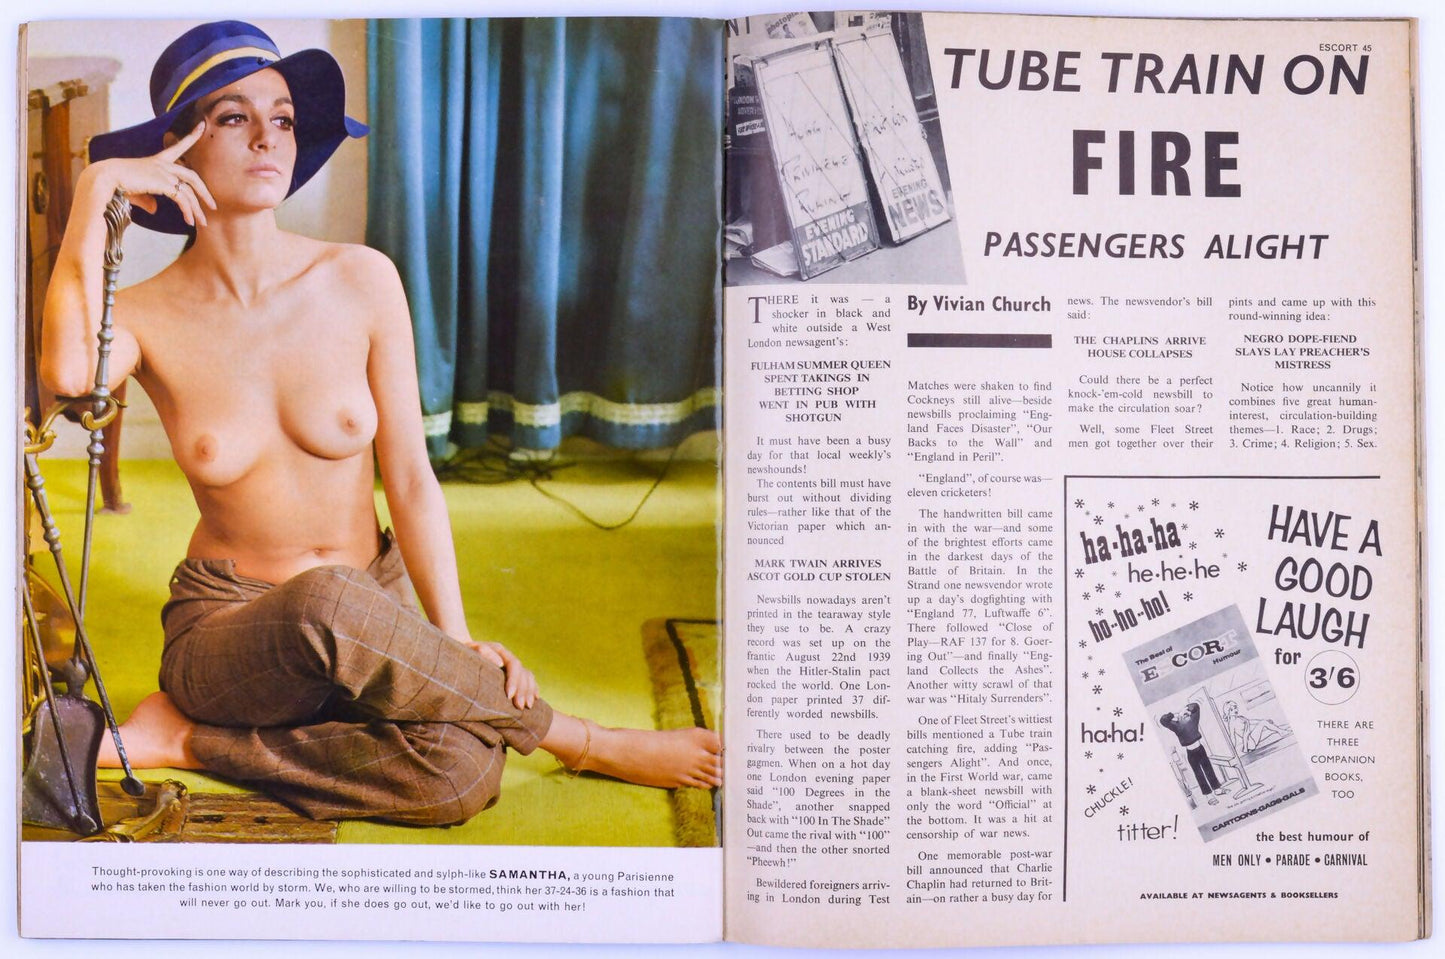 Thought-provoking is one way of describing the sophisticated and sylph-like SAMANTHA, a young Parisienne
who has taken the fashion world by storm. We, who are willing to be stormed, think her 37-24-36 is a fashion that
will never go out. Mark you, if she does go out, we'd like to go out with her!
EVENING
STANDARD
EVENING
NEWS
ESCORT 45
TUBE TRAIN ON
FIRE
PASSENGERS ALIGHT
THERE it was — a
shocker in black and
white outside a West
London newsagent's:
FULHAM SUMMER QUEEN
SPENT TAKINGS IN
BETTING SHOP
WENT IN PUB WITH
SHOTGUN
It must have been a busy
day for that local weekly's
newshounds!
The contents bill must have
burst out without dividing
rules—rather like that of the
Victorian paper which an-
nounced
MARK TWAIN ARRIVES
ASCOT GOLD CUP STOLEN
Newsbills nowadays aren't
printed in the tearaway style
they use to be. A crazy
record was set up on the
frantic August 22nd 1939
when the Hitler-Stalin pact
rocked the world. One Lon-
don paper printed 37 dif-
ferently worded newsbills.
There used to be deadly
rivalry between the poster
gagmen. When on a hot day
one London evening paper
said "100 Degrees in the
Shade", another snapped
back with "100 In The Shade"
Out came the rival with "100"
—and then the other snorted
"Pheewh!"
Bewildered foreigners arriv-
ing in London during Test
By Vivian Church
Matches were shaken to find
Cockneys still alive—beside
newsbills proclaiming "Eng-
land Faces Disaster", "Our
Backs to the Wall" and
"England in Peril".
"England", of course was—
eleven cricketers!
The handwritten bill came
in with the war—and some
of the brightest efforts came
in the darkest days of the
Battle of Britain. In the
Strand one newsvendor wrote
up a day's dogfighting with
"England 77, Luftwaffe 6".
There followed "Close of
Play—RAF 137 for 8. Goer-
ing Out"—and finally "Eng-
land Collects the Ashes".
Another witty scrawl of that
war was "Hitaly Surrenders".
One of Fleet Street's wittiest
bills mentioned a Tube train
catching fire, adding "Pas-
sengers Alight". And once,
in the First World war, came
a blank-sheet newsbill with
only the word "Official" at
the bottom. It was a hit at
censorship of war news.
One memorable post-war
bill announced that Charlie
Chaplin had returned to Brit-
ain—on rather a busy day for
news. The newsvendor's bill
said:
THE CHAPLINS ARRIVE
HOUSE COLLAPSES
Could there be a perfect
knock-'em-cold newsbill to
make the circulation soar?
Well, some Fleet Street
men got together over their
pints and came up with this
round-winning idea:
NEGRO DOPE-FIEND
SLAYS LAY PREACHER'S
MISTRESS
Notice how uncannily it
combines five great human-
interest, circulation-building
themes—1. Race; 2. Drugs;
3. Crime; 4. Religion; 5. Sex.
ha-ha-ha
he-he-he
ho-ho-ho!
ha-ha!
CHUCKLE!
titter!
The Best of
ESCORT
Humour
CARTOONS·GAGS·GALS
HAVE A
GOOD
LAUGH
for 3'6
THERE ARE
THREE
COMPANION
BOOKS,
TOO
the best humour of
MEN ONLY • PARADE • CARNIVAL
AVAILABLE AT NEWSAGENTS & BOOKSELLERS